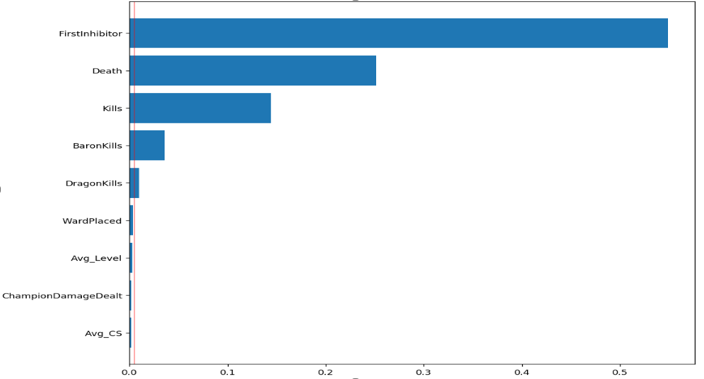 FirstInhibitor
Death
Kills
BaronKills
DragonKills
WardPlaced
Avg_Level
ChampionDamageDealt
Avg_CS
0.0 0.1 0.2 0.3 0.4 0.5